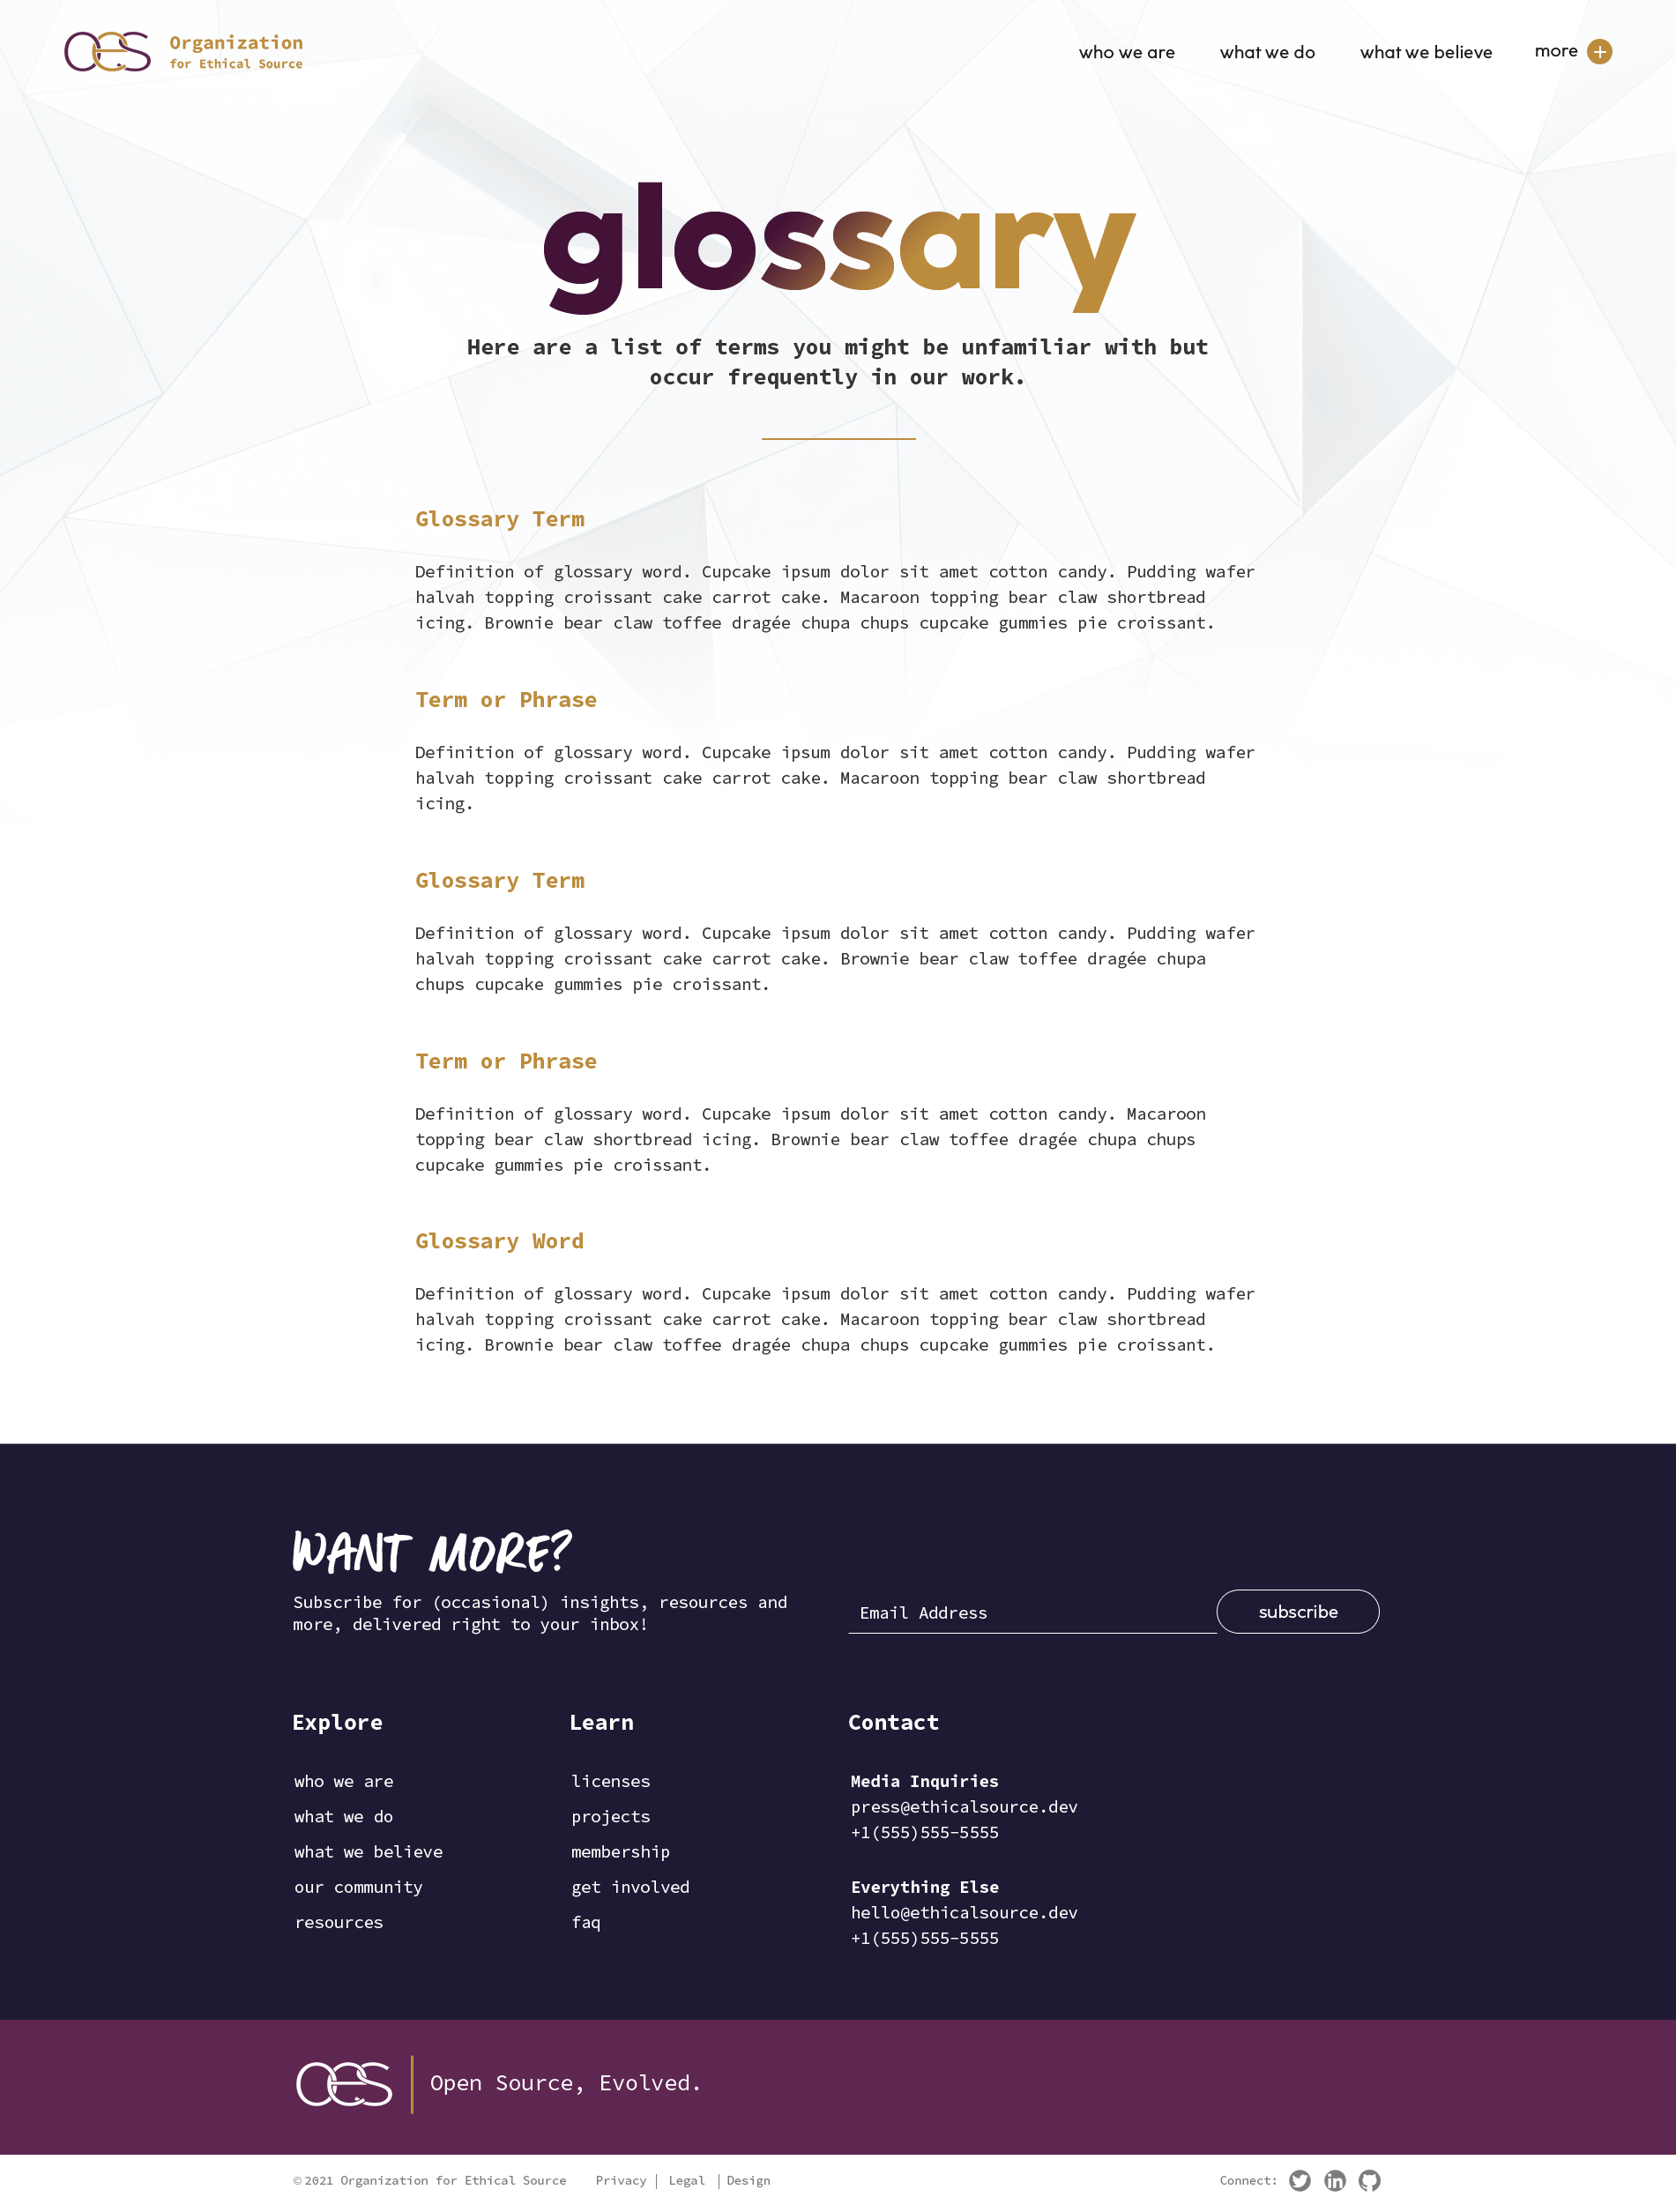 OES Organization
for Ethical Source
who we are what we do what we believe more
glossary
Here are a list of terms you might be unfamiliar with but
occur frequently in our work.
Glossary Term
Definition of glossary word. Cupcake ipsum dolor sit amet cotton candy. Pudding wafer
halvah topping croissant cake carrot cake. Macaroon topping bear claw shortbread
icing. Brownie bear claw toffee dragée chupa chups cupcake gummies pie croissant.
Term or Phrase
Definition of glossary word. Cupcake ipsum dolor sit amet cotton candy. Pudding wafer
halvah topping croissant cake carrot cake. Macaroon topping bear claw shortbread
icing.
Glossary Term
Definition of glossary word. Cupcake ipsum dolor sit amet cotton candy. Pudding wafer
halvah topping croissant cake carrot cake. Brownie bear claw toffee dragée chupa
chups cupcake gummies pie croissant.
Term or Phrase
Definition of glossary word. Cupcake ipsum dolor sit amet cotton candy. Macaroon
topping bear claw shortbread icing. Brownie bear claw toffee dragée chupa chups
cupcake gummies pie croissant.
Glossary Word
Definition of glossary word. Cupcake ipsum dolor sit amet cotton candy. Pudding wafer
halvah topping croissant cake carrot cake. Macaroon topping bear claw shortbread
icing. Brownie bear claw toffee dragée chupa chups cupcake gummies pie croissant.
WANT MORE?
Subscribe for (occasional) insights, resources and
more, delivered right to your inbox!
Email Address
subscribe
Explore
who we are
what we do
what we believe
our community
resources
Learn
licenses
projects
membership
get involved
faq
Contact
Media Inquiries
press@ethicalsource.dev
+1(555)555-5555
Everything Else
hello@ethicalsource.dev
+1(555)555-5555
OES Open Source, Evolved.
© 2021 Organization for Ethical Source Privacy | Legal | Design Connect: in